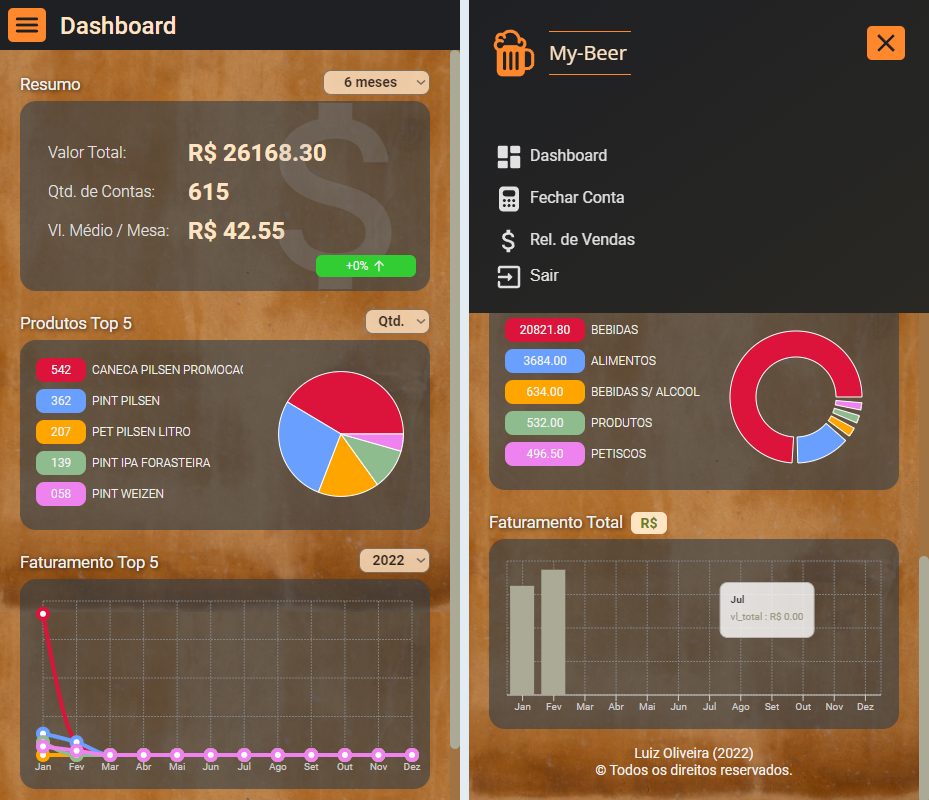 Dashboard
Resumo
6 meses
Valor Total: R$ 26168.30
Qtd. de Contas: 615
Vl. Médio / Mesa: R$ 42.55
+0% ↑
Produtos Top 5
Qtd.
542 CANECA PILSEN PROMOCAO
362 PINT PILSEN
207 PET PILSEN LITRO
139 PINT IPA FORASTEIRA
058 PINT WEIZEN
Faturamento Top 5
2022
Jan Fev Mar Abr Mai Jun Jul Ago Set Out Nov Dez
My-Beer
Dashboard
Fechar Conta
Rel. de Vendas
Sair
20821.80 BEBIDAS
3684.00 ALIMENTOS
634.00 BEBIDAS S/ ALCOOL
532.00 PRODUTOS
496.50 PETISCOS
Faturamento Total R$
Jul
vl_total : R$ 0.00
Jan Fev Mar Abr Mai Jun Jul Ago Set Out Nov Dez
Luiz Oliveira (2022)
© Todos os direitos reservados.